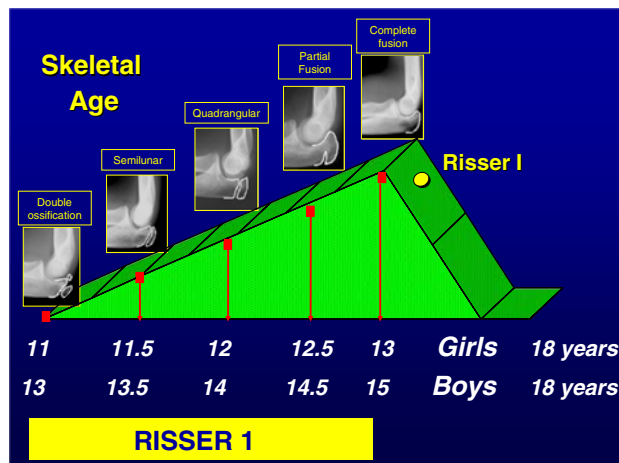 Skeletal
Age
Complete
fusion
Partial
Fusion
Quadrangular
Semilunar
Double
ossification
Risser I
11 11.5 12 12.5 13 Girls 18 years
13 13.5 14 14.5 15 Boys 18 years
RISSER 1